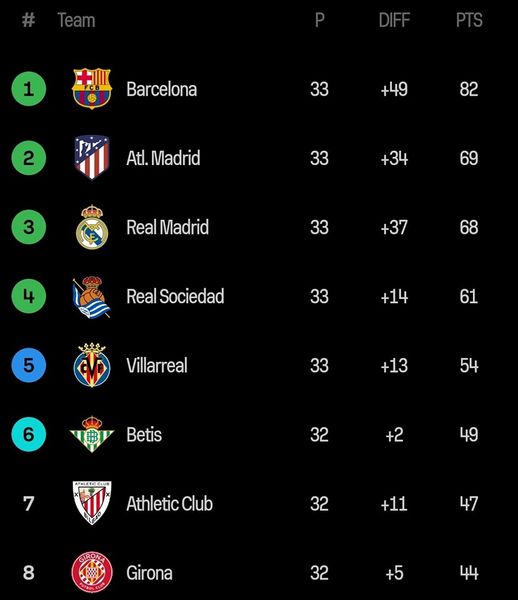 # Team P DIFF PTS
1 Barcelona 33 +49 82
2 Atl. Madrid 33 +34 69
3 Real Madrid 33 +37 68
4 Real Sociedad 33 +14 61
5 Villarreal 33 +13 54
6 Betis 32 +2 49
7 Athletic Club 32 +11 47
8 Girona 32 +5 44